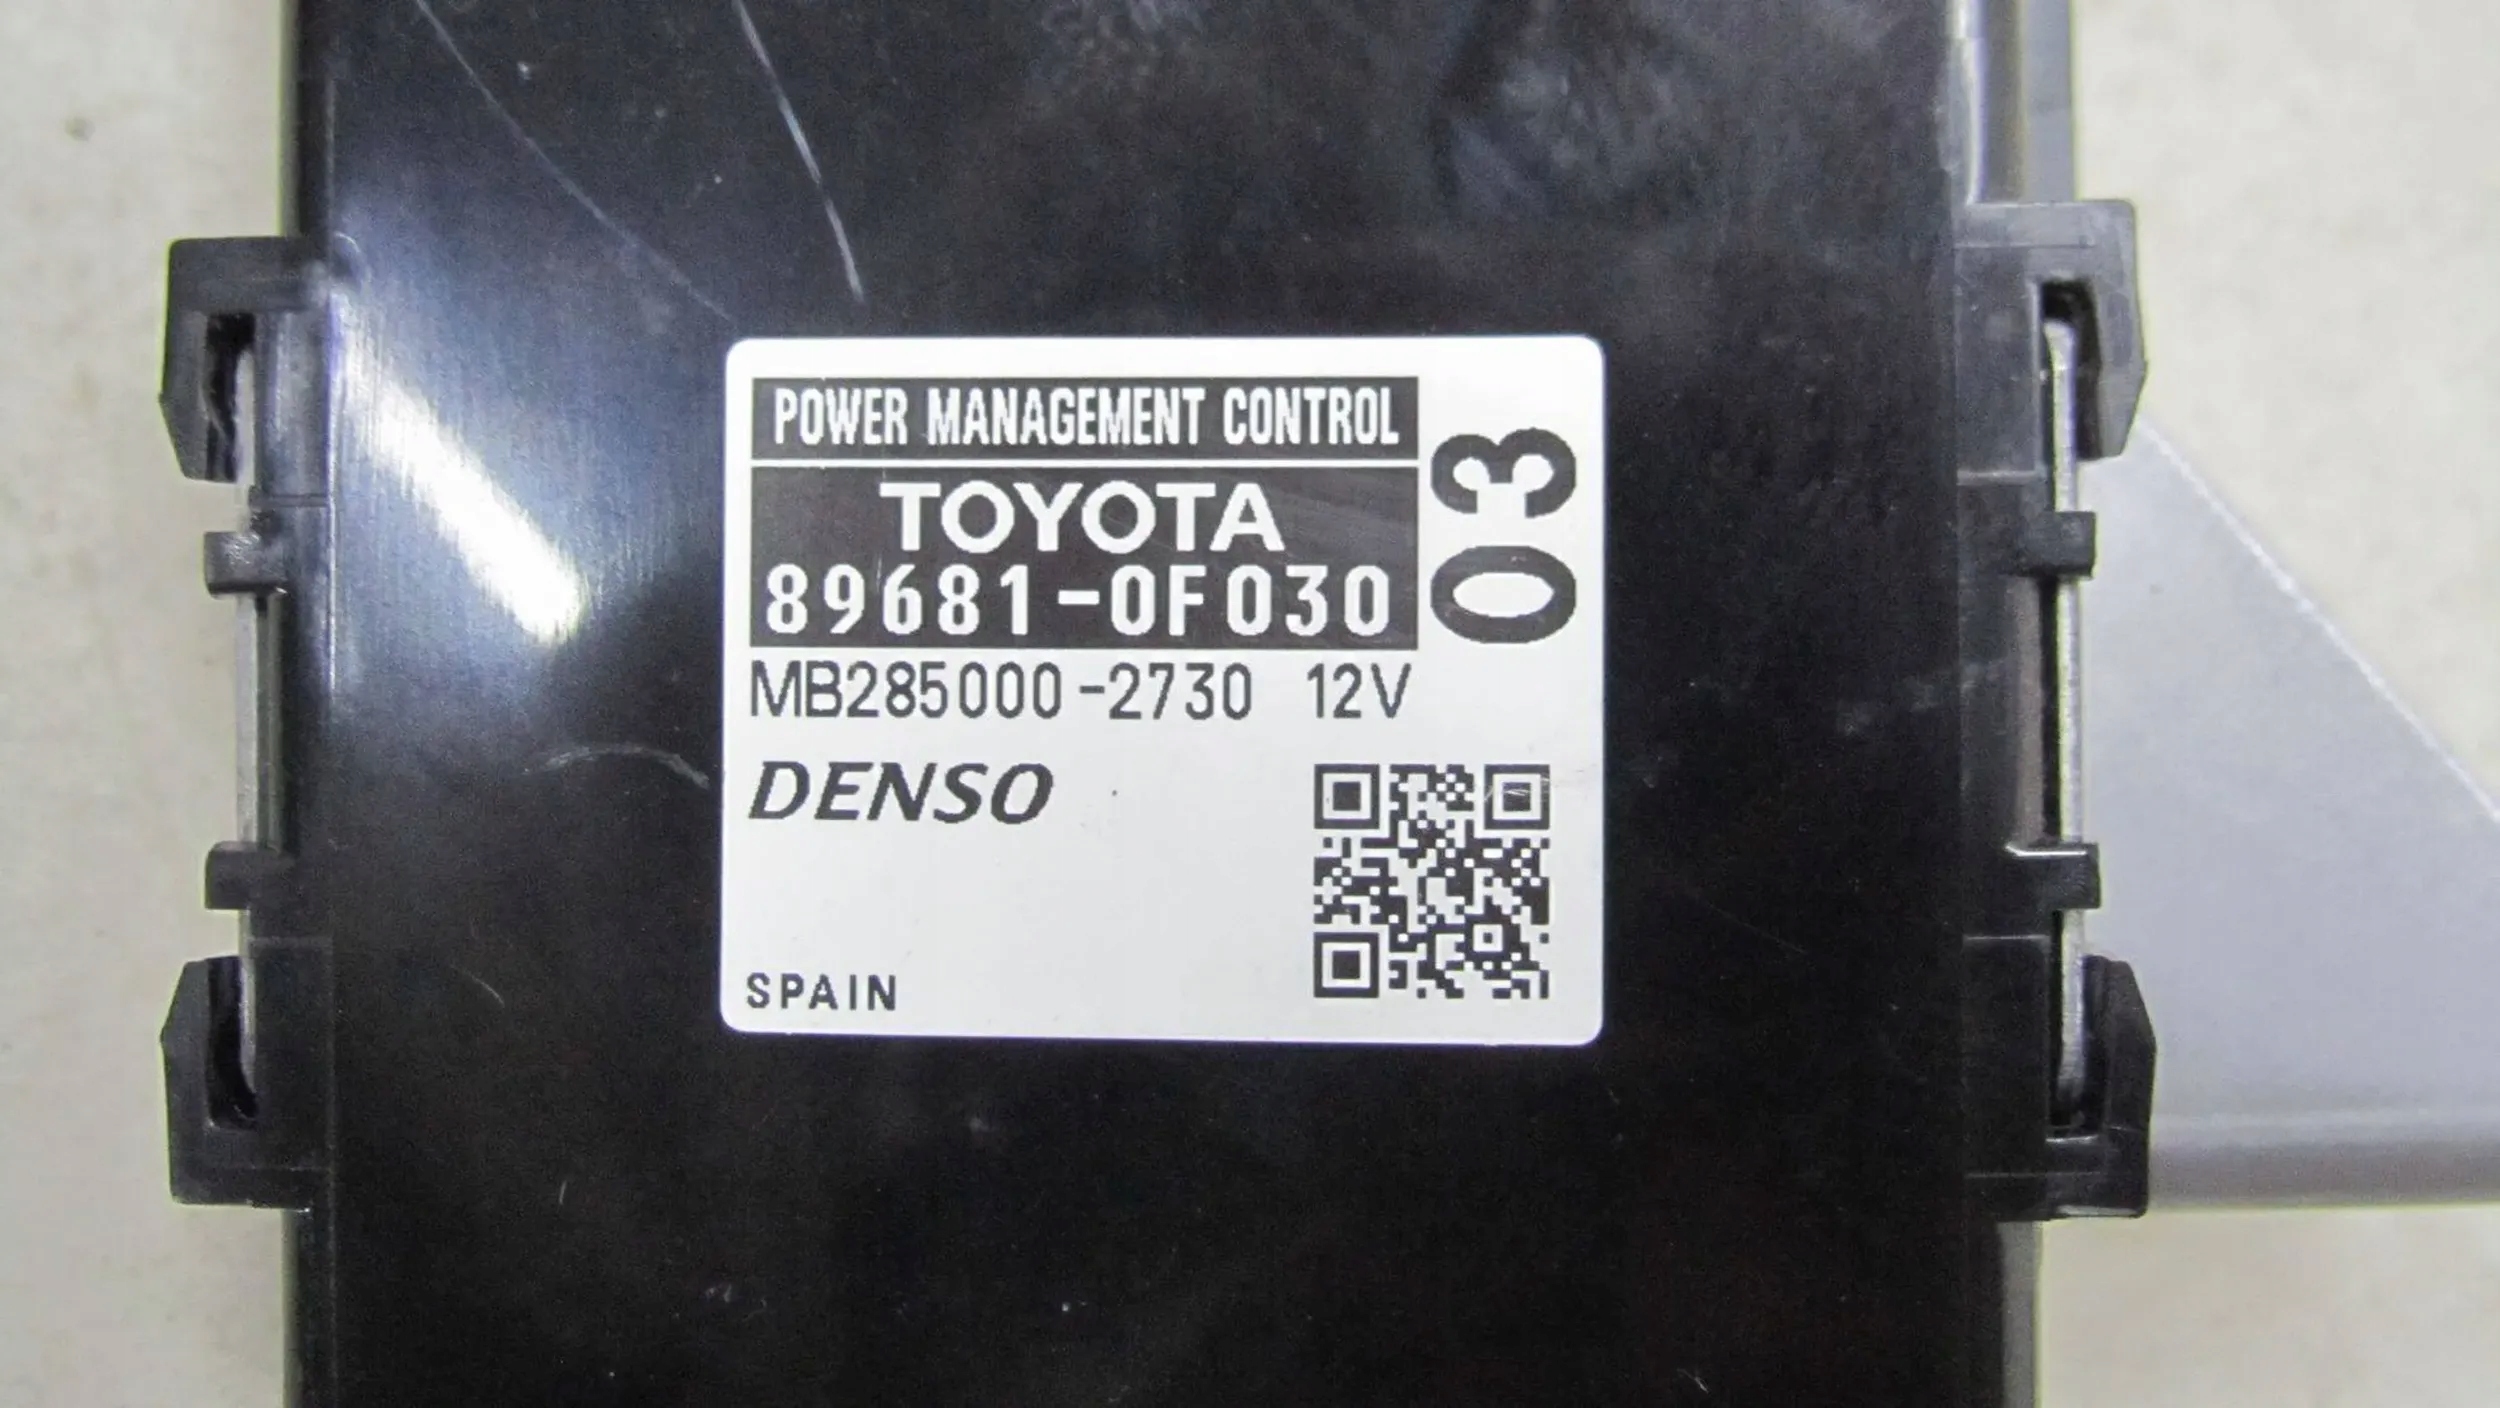 POWER MANAGEMENT CONTROL
TOYOTA
89681-0F030
03
MB285000-2730 12V
DENSO
SPAIN